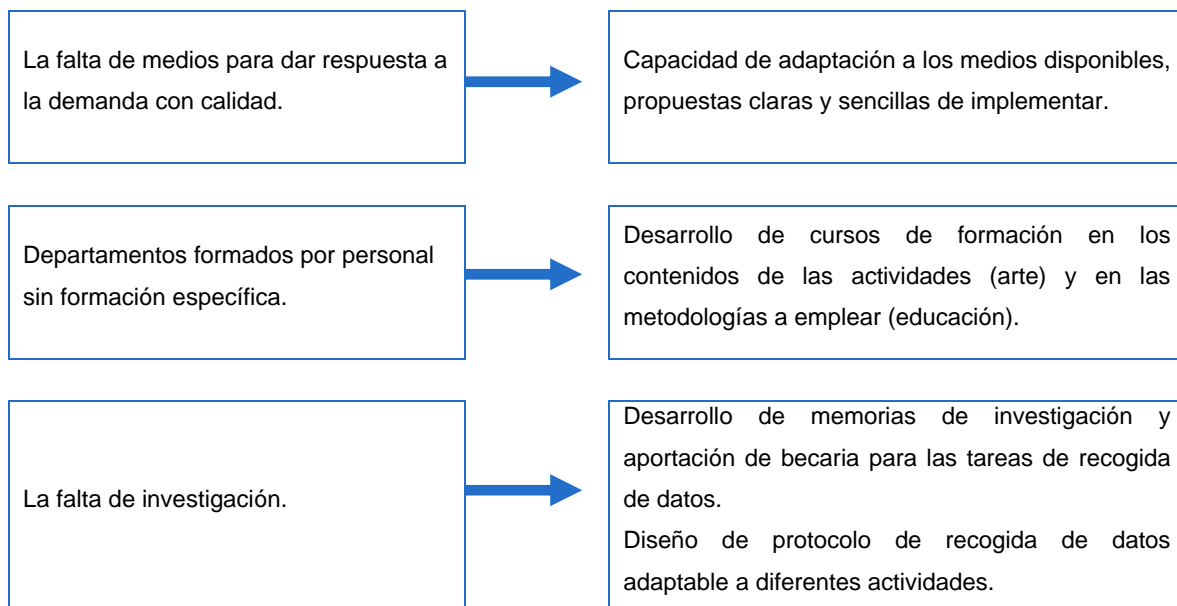 La falta de medios para dar respuesta a
la demanda con calidad.
Capacidad de adaptación a los medios disponibles,
propuestas claras y sencillas de implementar.
Departamentos formados por personal
sin formación específica.
Desarrollo de cursos de formación en los
contenidos de las actividades (arte) y en las
metodologías a emplear (educación).
La falta de investigación.
Desarrollo de memorias de investigación y
aportación de becaria para las tareas de recogida
de datos.
Diseño de protocolo de recogida de datos
adaptable a diferentes actividades.